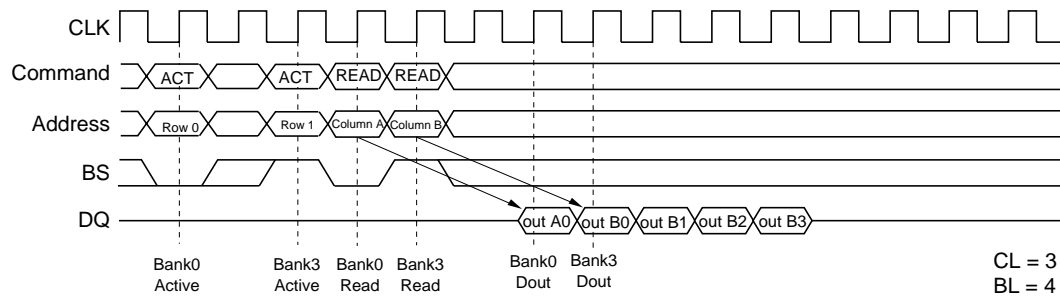 CLK
Command ACT ACT READ READ
Address Row 0 Row 1 Column A Column B
BS
DQ out A0 out B0 out B1 out B2 out B3
Bank0 Active
Bank3 Active
Bank0 Read
Bank3 Read
Bank0 Dout
Bank3 Dout
CL = 3
BL = 4